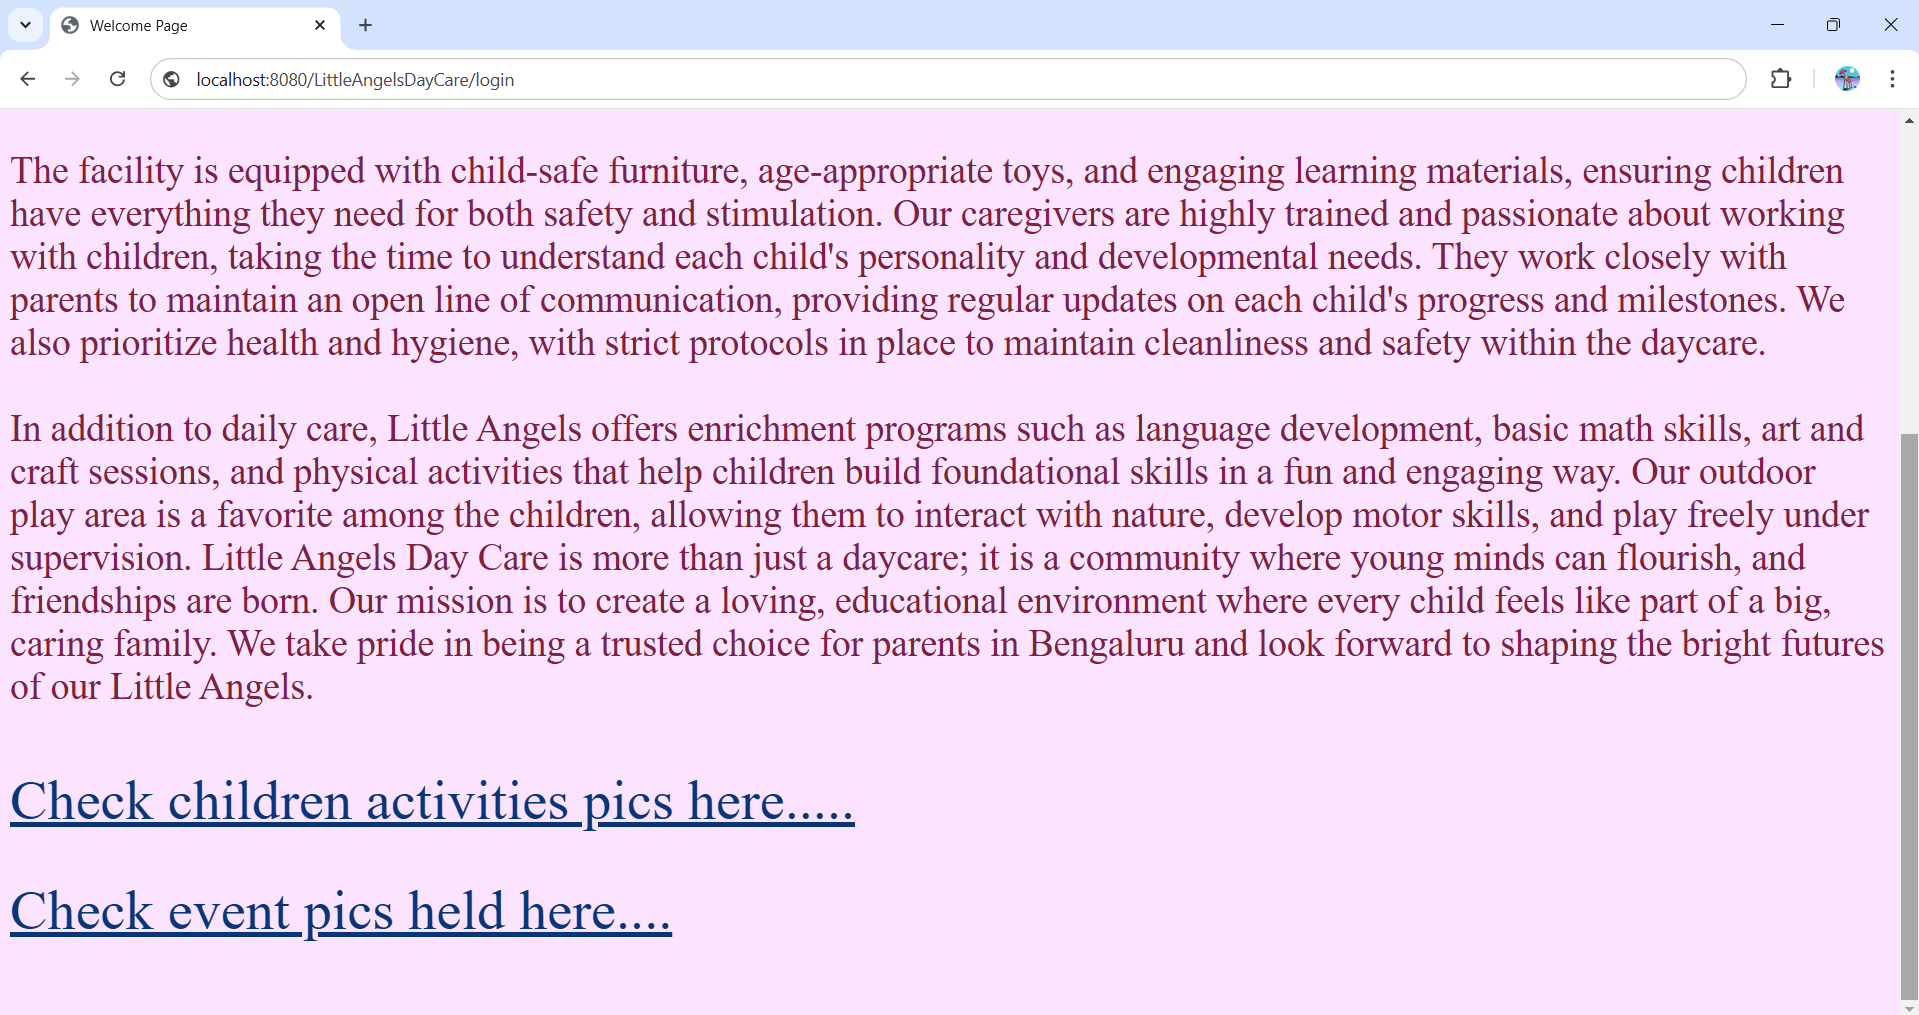 Welcome Page
localhost:8080/LittleAngelsDayCare/login
The facility is equipped with child-safe furniture, age-appropriate toys, and engaging learning materials, ensuring children
have everything they need for both safety and stimulation. Our caregivers are highly trained and passionate about working
with children, taking the time to understand each child's personality and developmental needs. They work closely with
parents to maintain an open line of communication, providing regular updates on each child's progress and milestones. We
also prioritize health and hygiene, with strict protocols in place to maintain cleanliness and safety within the daycare.
In addition to daily care, Little Angels offers enrichment programs such as language development, basic math skills, art and
craft sessions, and physical activities that help children build foundational skills in a fun and engaging way. Our outdoor
play area is a favorite among the children, allowing them to interact with nature, develop motor skills, and play freely under
supervision. Little Angels Day Care is more than just a daycare; it is a community where young minds can flourish, and
friendships are born. Our mission is to create a loving, educational environment where every child feels like part of a big,
caring family. We take pride in being a trusted choice for parents in Bengaluru and look forward to shaping the bright futures
of our Little Angels.
Check children activities pics here.....
Check event pics held here....